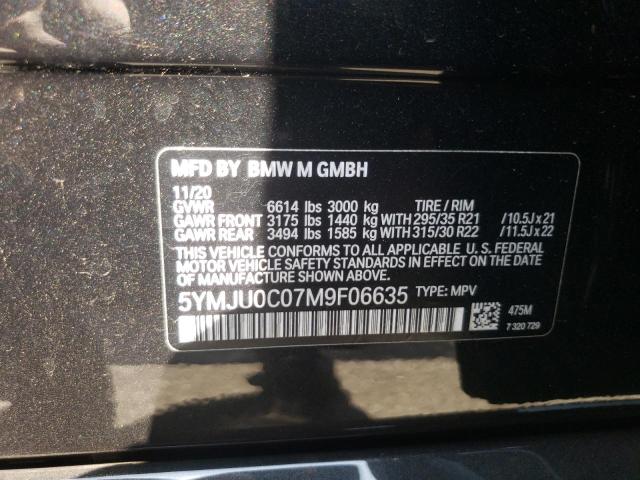 MFD BY BMW M GMBH
11/20
GVWR 6614 lbs 3000 kg TIRE / RIM
GAWR FRONT 3175 lbs 1440 kg WITH 295/35 R21 /10.5J x 21
GAWR REAR 3494 lbs 1585 kg WITH 315/30 R22 /11.5J x 22
THIS VEHICLE CONFORMS TO ALL APPLICABLE U. S. FEDERAL
MOTOR VEHICLE SAFETY STANDARDS IN EFFECT ON THE DATE
OF MANUFACTURE SHOWN ABOVE.
5YMJU0C07M9F06635 TYPE: MPV
475M
7 320 729